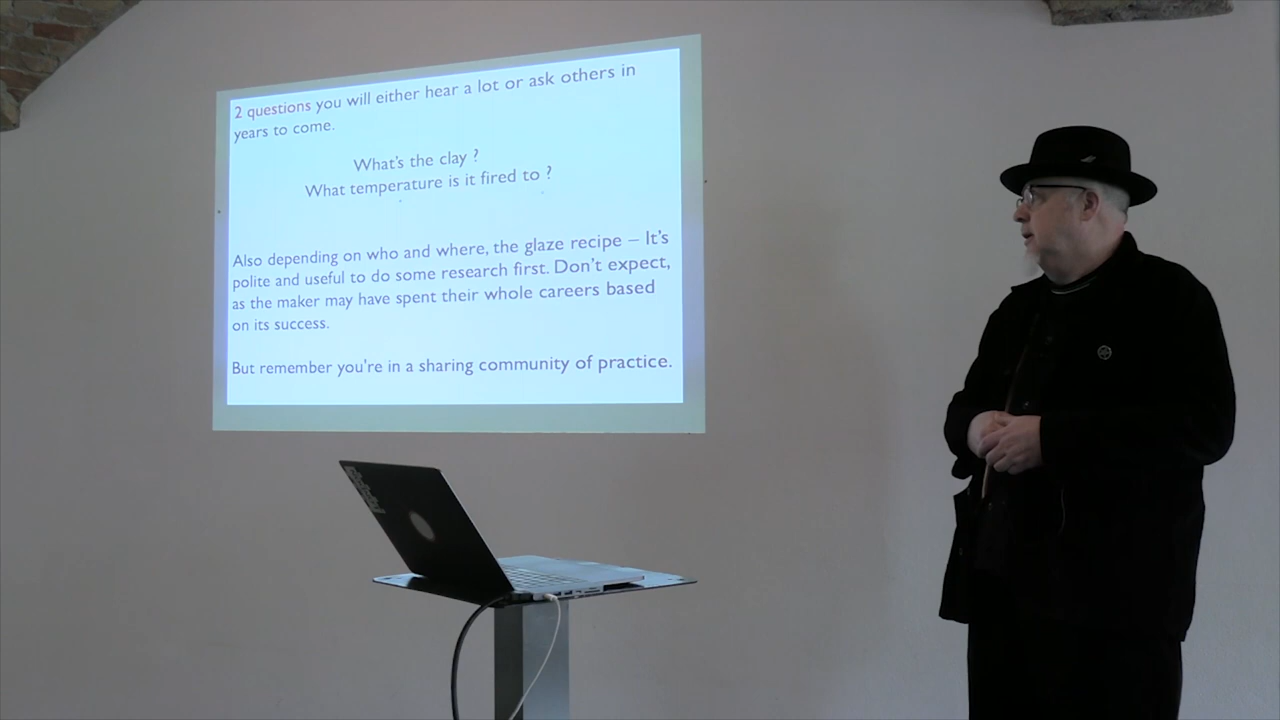 2 questions you will either hear a lot or ask others in
years to come.
What's the clay ?
What temperature is it fired to ?
Also depending on who and where, the glaze recipe – It's
polite and useful to do some research first. Don't expect,
as the maker may have spent their whole careers based
on its success.
But remember you're in a sharing community of practice.